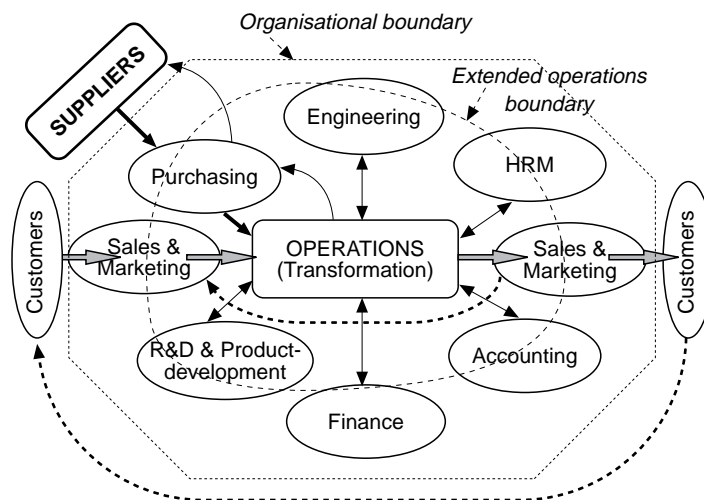 Organisational boundary
SUPPLIERS
Extended operations
boundary
Engineering
HRM
Purchasing
Customers
Sales &
Marketing
OPERATIONS
(Transformation)
Sales &
Marketing
Customers
R&D & Product-
development
Accounting
Finance